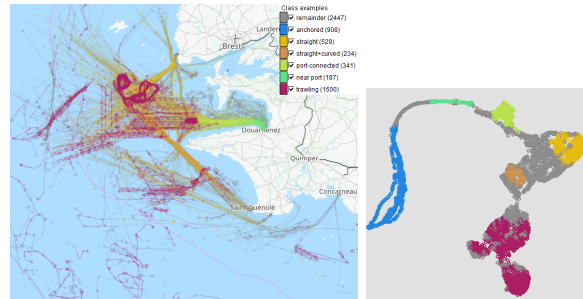 Class examples
remainder (2447)
anchored (908)
straight (529)
straight+curved (234)
port-connected (341)
near port (187)
trawling (1600)
Brest
Landern
Douarnenez
Quimper
Concarneau
Saint-Guénolé